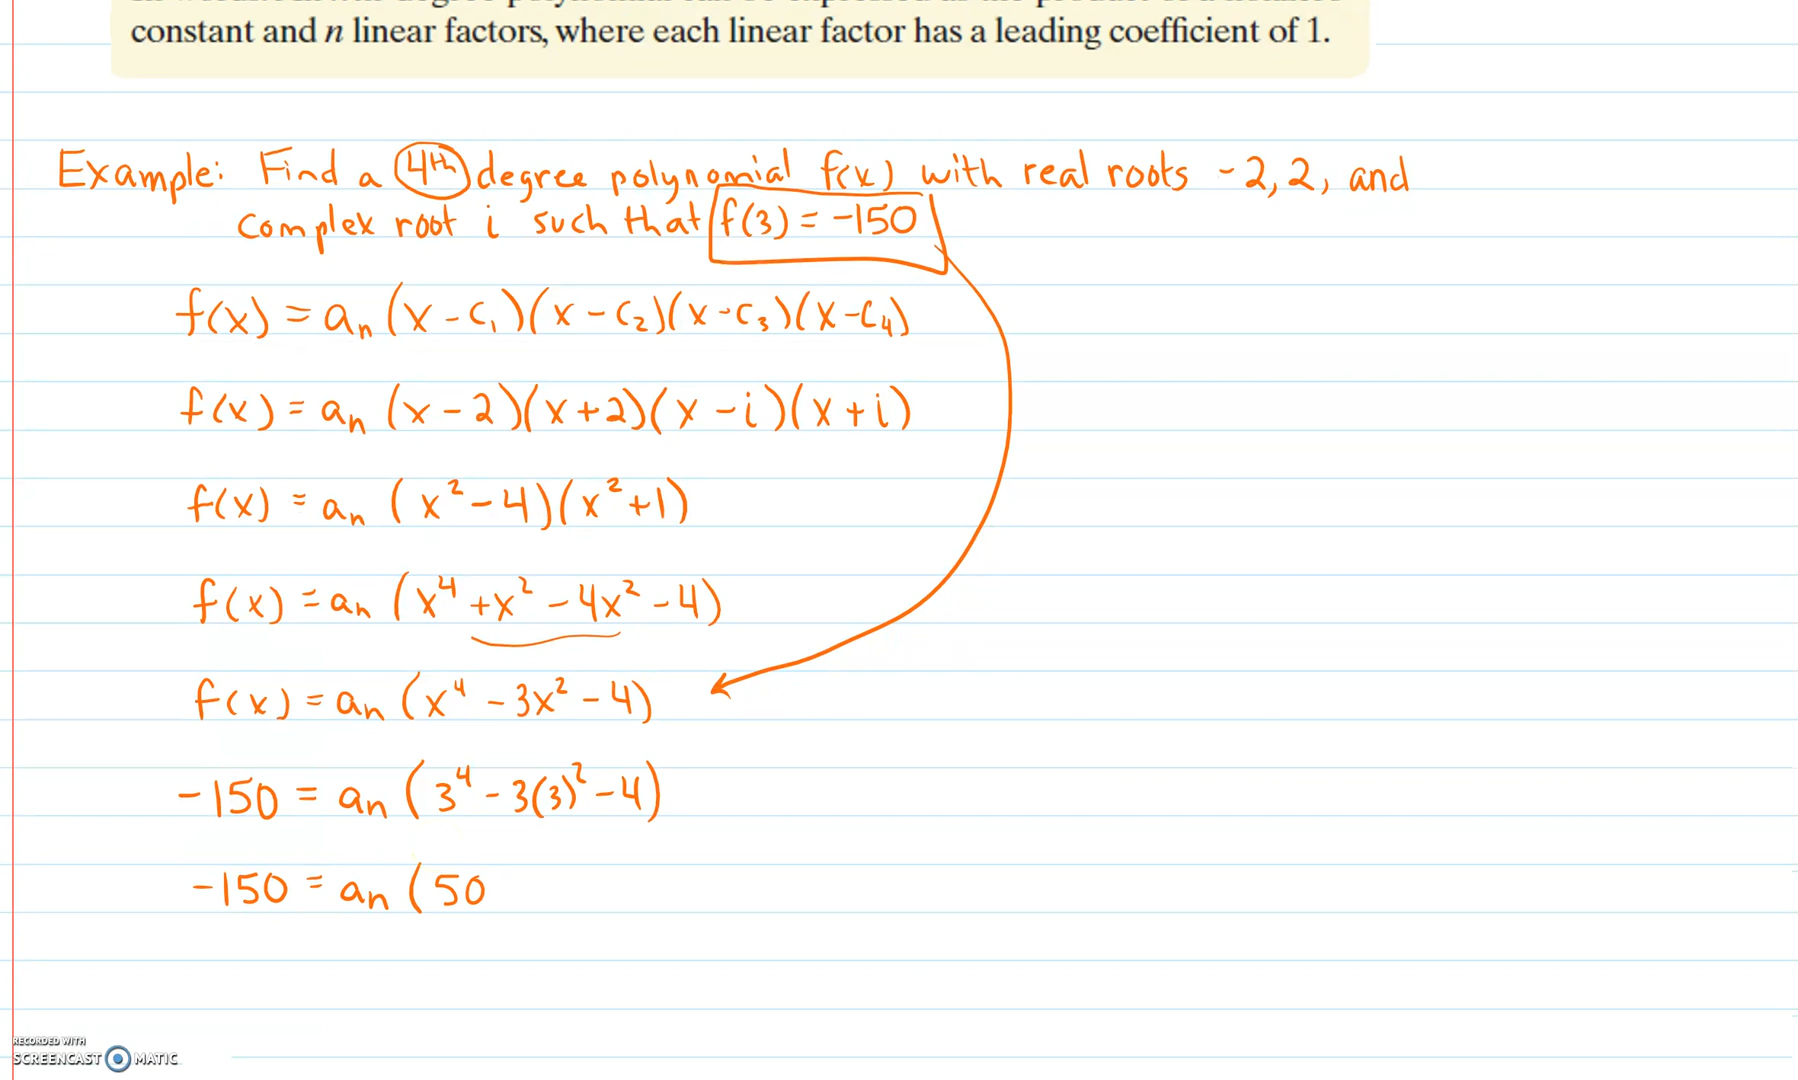 constant and n linear factors, where each linear factor has a leading coefficient of 1.
Example: Find a 4th degree polynomial f(x) with real roots -2, 2, and
complex root i such that f(3) = -150
f(x) = aₙ (x - c₁)(x - c₂)(x - c₃)(x - c₄)
f(x) = aₙ (x - 2)(x + 2)(x - i)(x + i)
f(x) = aₙ (x² - 4)(x² + 1)
f(x) = aₙ (x⁴ + x² - 4x² - 4)
f(x) = aₙ (x⁴ - 3x² - 4)
-150 = aₙ (3⁴ - 3(3)² - 4)
-150 = aₙ (50
RECORDED WITH
SCREENCAST MATIC